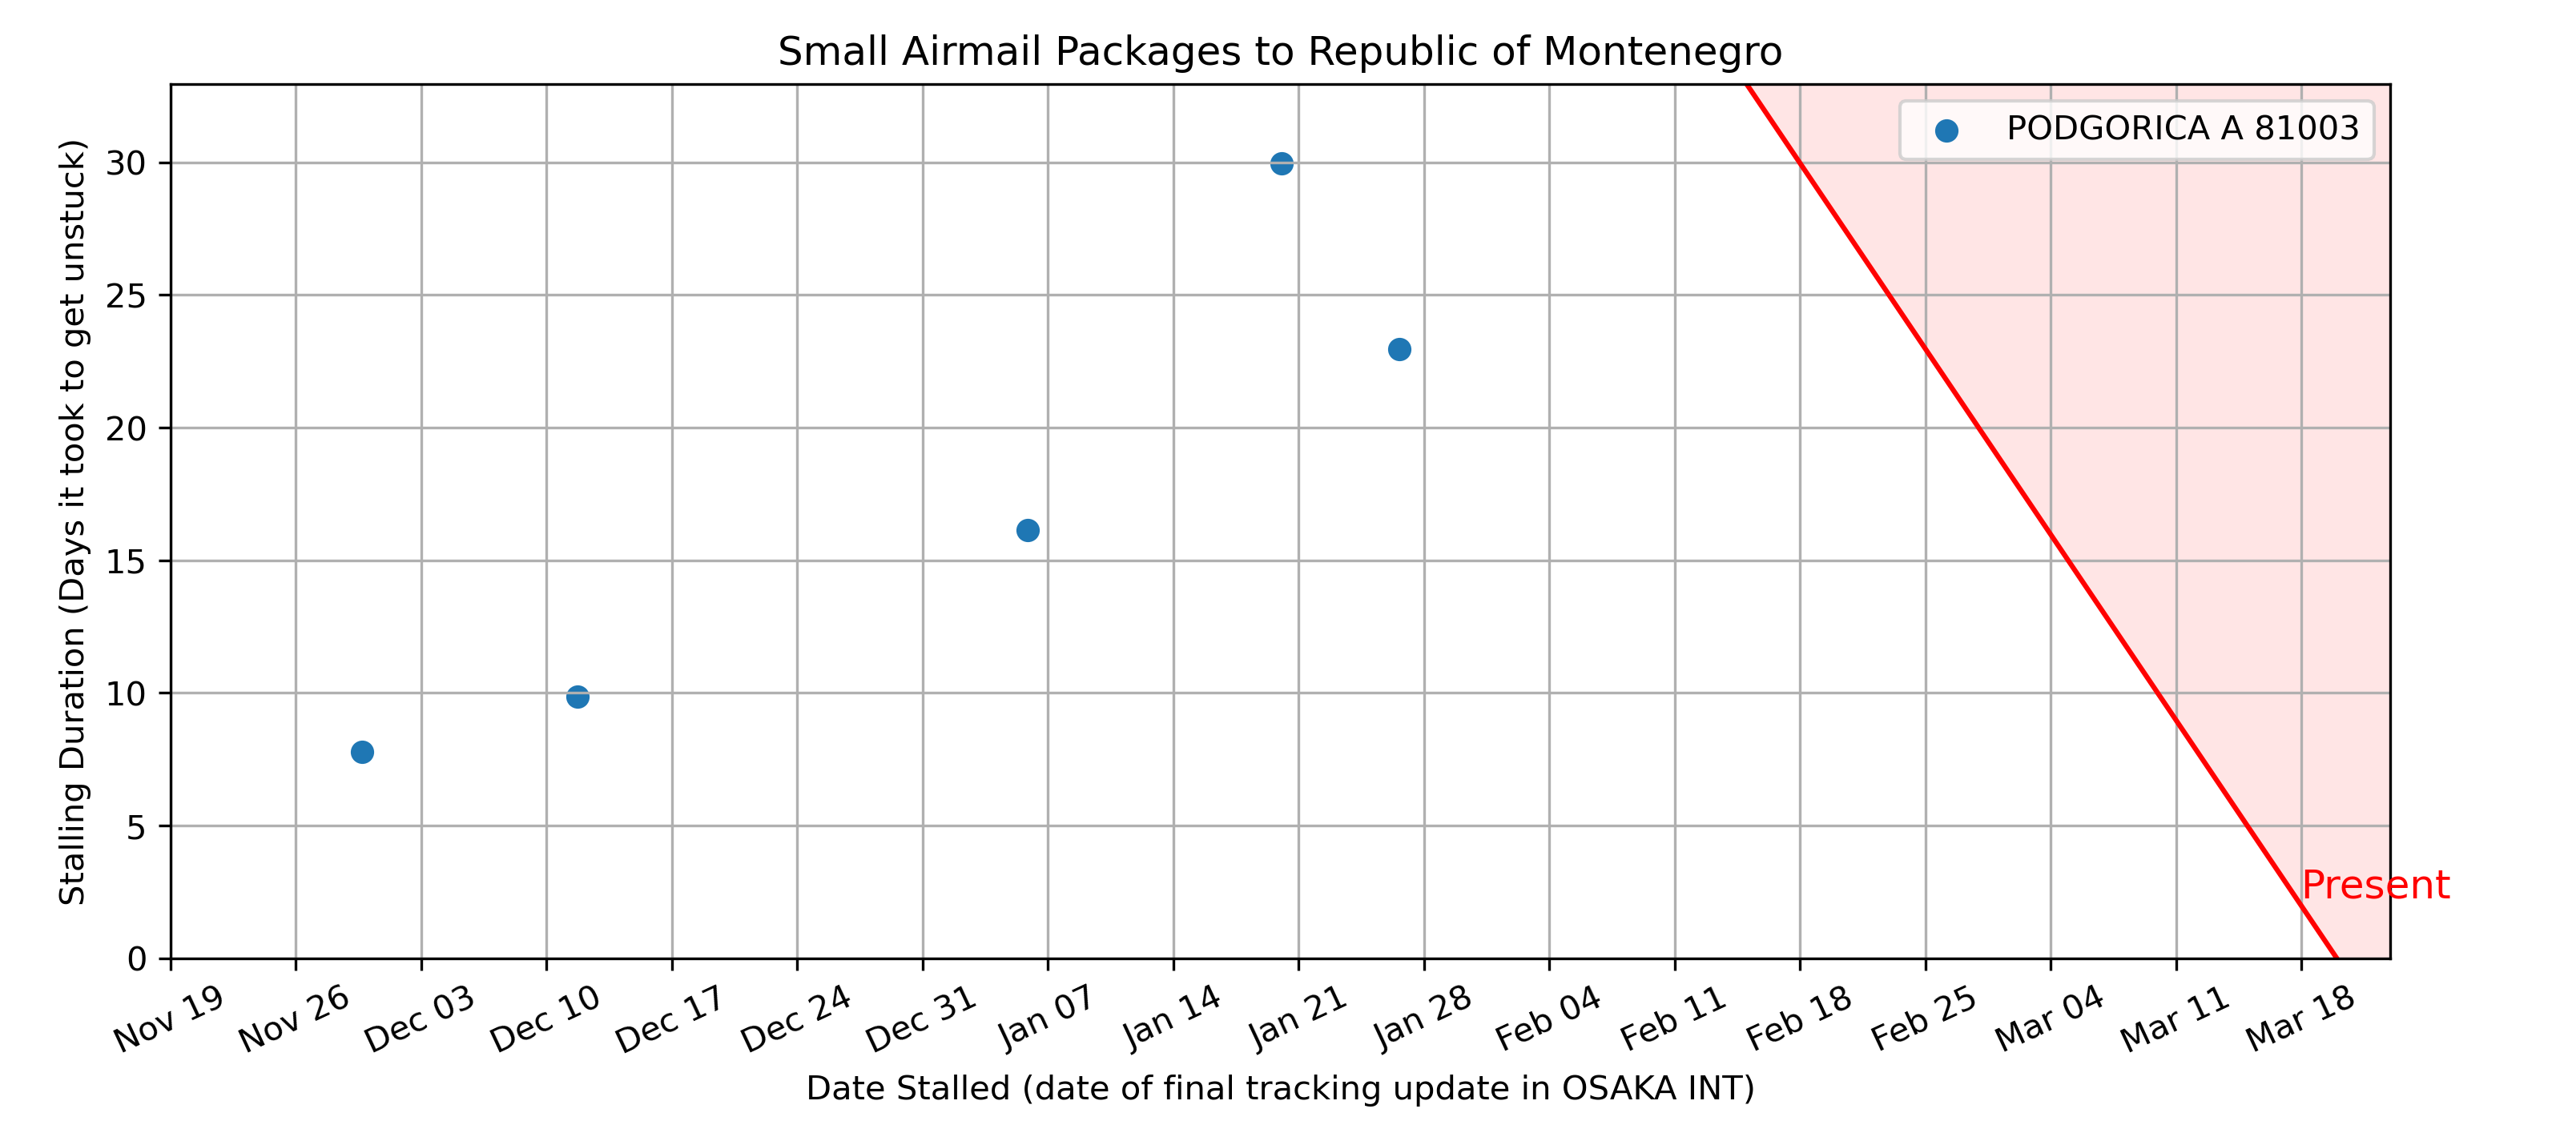 Small Airmail Packages to Republic of Montenegro
PODGORICA A 81003
Stalling Duration (Days it took to get unstuck)
30
25
20
15
10
5
0
Present
Nov 19
Nov 26
Dec 03
Dec 10
Dec 17
Dec 24
Dec 31
Jan 07
Jan 14
Jan 21
Jan 28
Feb 04
Feb 11
Feb 18
Feb 25
Mar 04
Mar 11
Mar 18
Date Stalled (date of final tracking update in OSAKA INT)